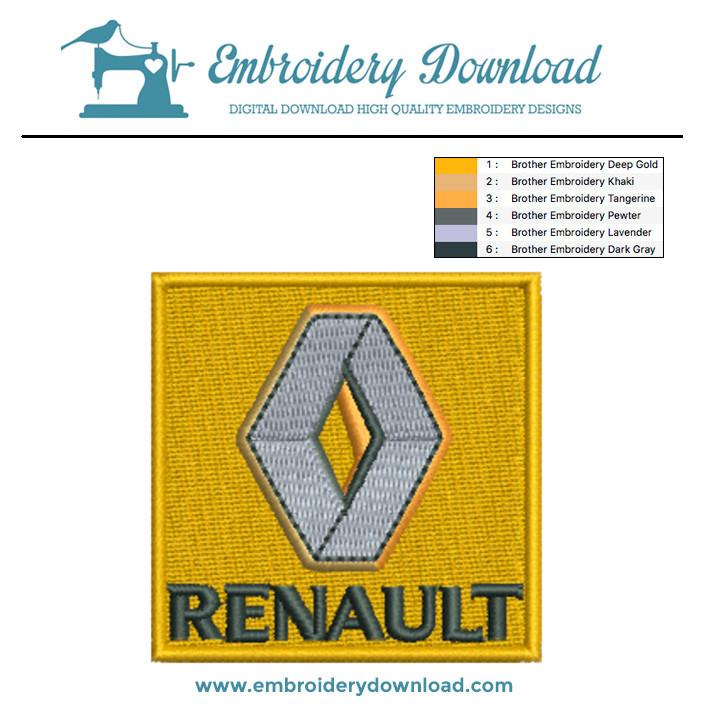 Embroidery Download
DIGITAL DOWNLOAD HIGH QUALITY EMBROIDERY DESIGNS
1 : Brother Embroidery Deep Gold
2 : Brother Embroidery Khaki
3 : Brother Embroidery Tangerine
4 : Brother Embroidery Pewter
5 : Brother Embroidery Lavender
6 : Brother Embroidery Dark Gray
RENAULT
www.embroiderydownload.com